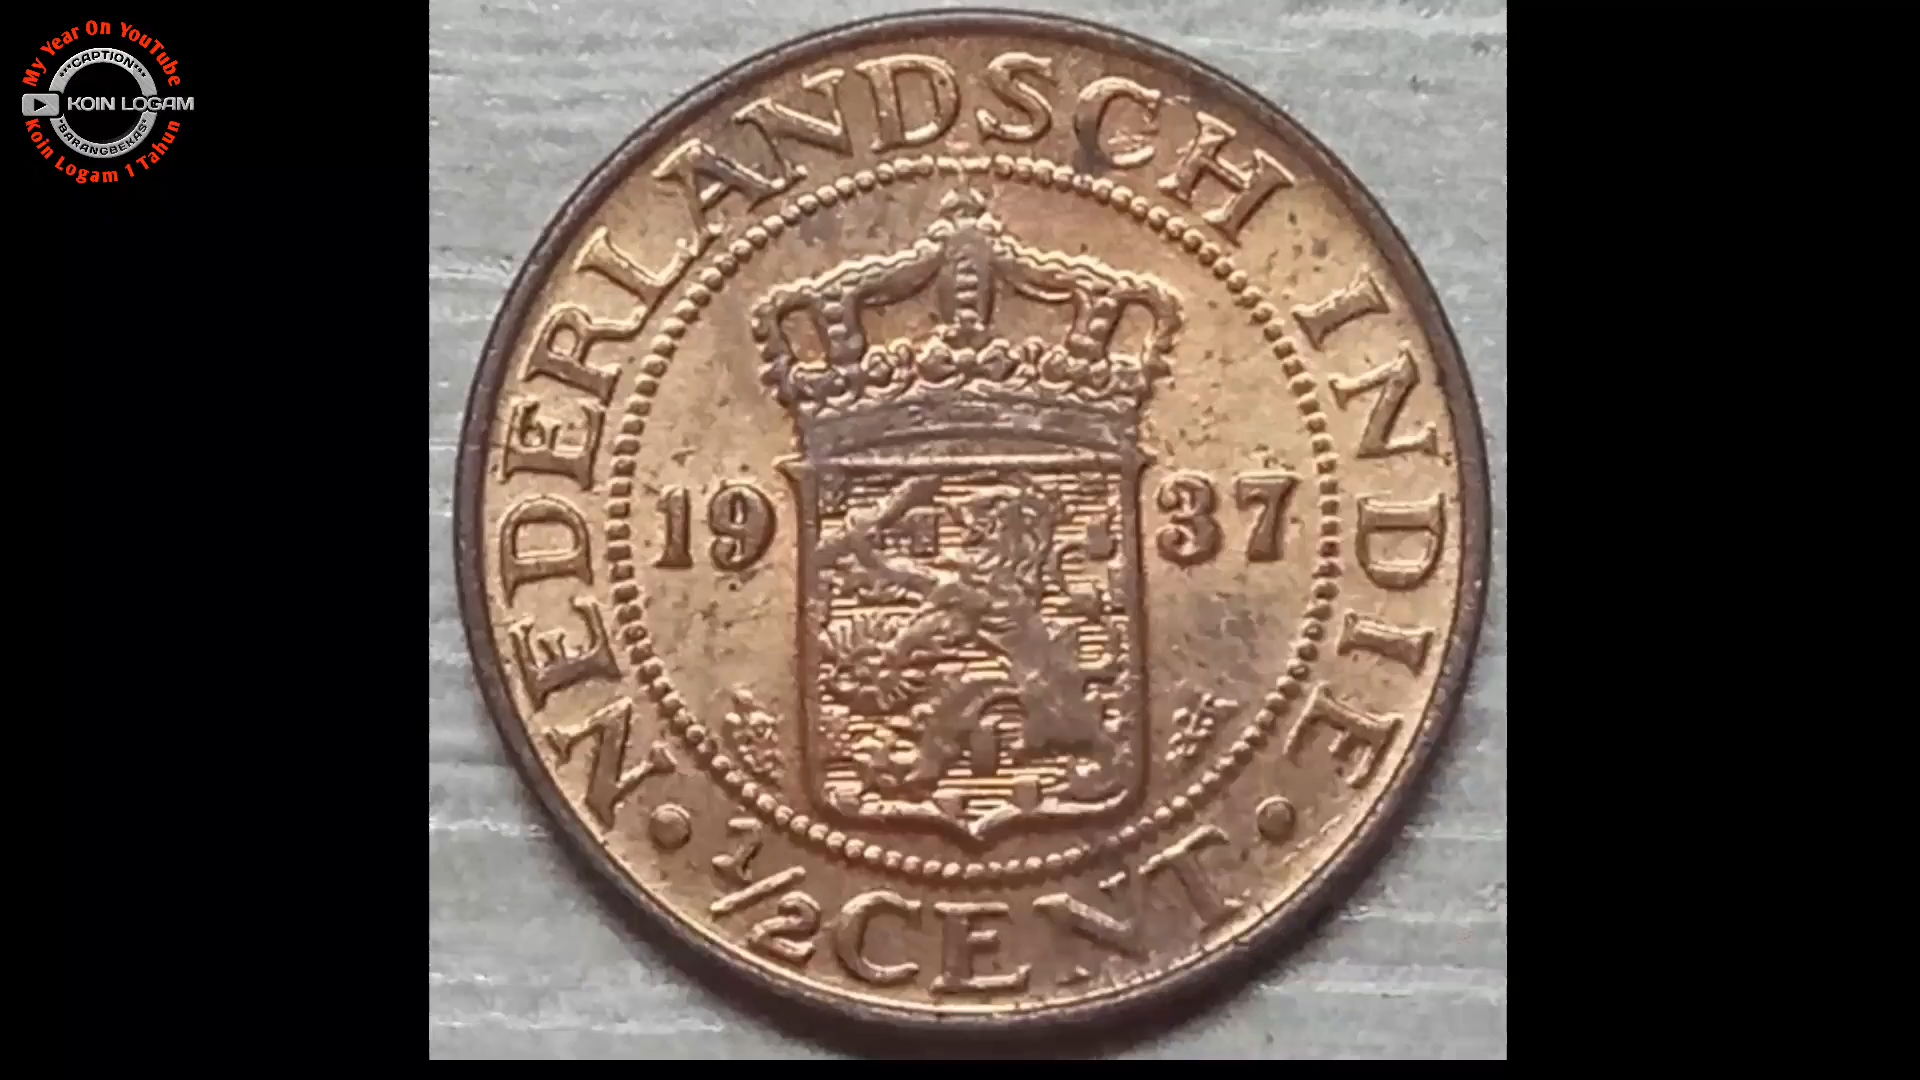 My Year On YouTube
CAPTION
KOIN LOGAM
BARANGBEKAS
Koin Logam 1 Tahun
NEDERLANDSCH INDIE
19 37
1/2 CENT